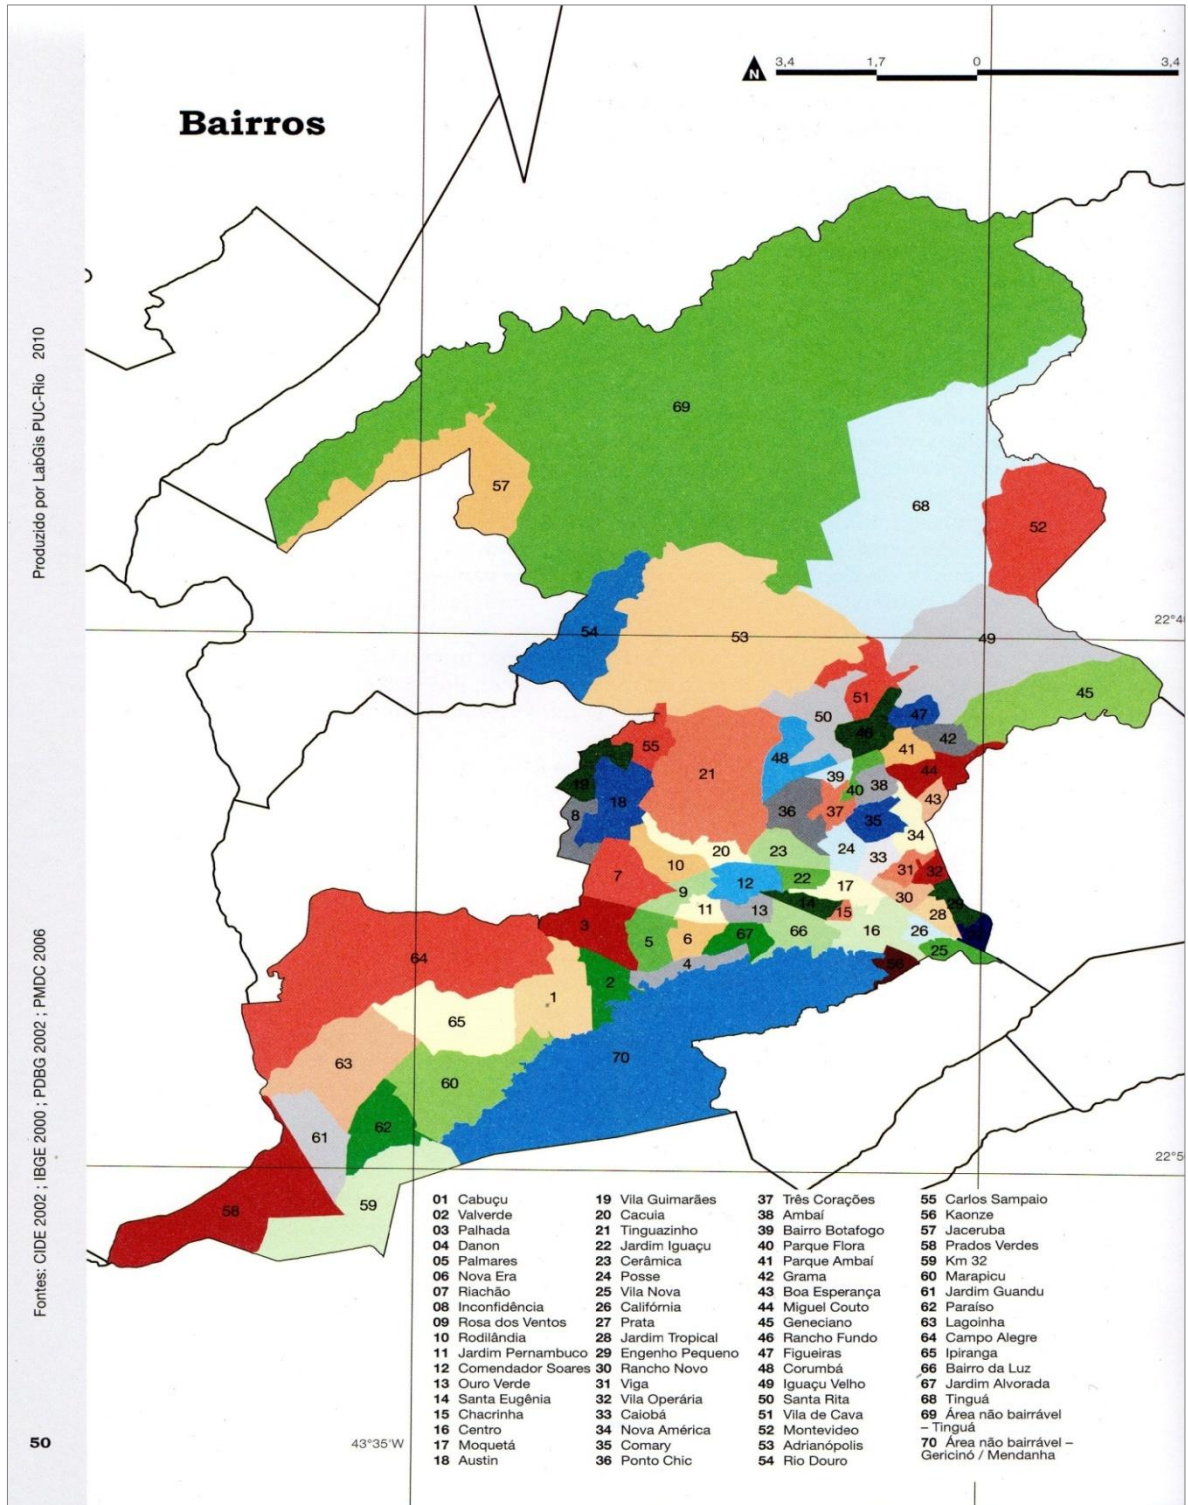 3,4 1,7 0 3,4
N
Bairros
69
57
68
52
54
53
49
45
51
50
47
46
42
55
41
48
44
21
39
19
38
40
43
18
8
36
37
35
34
24
20
23
33
10
7
31
32
22
12
17
9
30
29
14
11
13
15
28
3
67
66
16
26
5
6
25
64
4
56
2
1
65
70
63
60
62
61
59
58
22°4
22°5
43°35'W
01 Cabuçu
02 Valverde
03 Palhada
04 Danon
05 Palmares
06 Nova Era
07 Riachão
08 Inconfidência
09 Rosa dos Ventos
10 Rodilândia
11 Jardim Pernambuco
12 Comendador Soares
13 Ouro Verde
14 Santa Eugênia
15 Chacrinha
16 Centro
17 Moquetá
18 Austin
19 Vila Guimarães
20 Cacuia
21 Tinguazinho
22 Jardim Iguaçu
23 Cerâmica
24 Posse
25 Vila Nova
26 Califórnia
27 Prata
28 Jardim Tropical
29 Engenho Pequeno
30 Rancho Novo
31 Viga
32 Vila Operária
33 Caiobá
34 Nova América
35 Comary
36 Ponto Chic
37 Três Corações
38 Ambaí
39 Bairro Botafogo
40 Parque Flora
41 Parque Ambaí
42 Grama
43 Boa Esperança
44 Miguel Couto
45 Geneciano
46 Rancho Fundo
47 Figueiras
48 Corumbá
49 Iguaçu Velho
50 Santa Rita
51 Vila de Cava
52 Montevideo
53 Adrianópolis
54 Rio Douro
55 Carlos Sampaio
56 Kaonze
57 Jaceruba
58 Prados Verdes
59 Km 32
60 Marapicu
61 Jardim Guandu
62 Paraíso
63 Lagoinha
64 Campo Alegre
65 Ipiranga
66 Bairro da Luz
67 Jardim Alvorada
68 Tinguá
69 Área não bairrável
– Tinguá
70 Área não bairrável –
Gericinó / Mendanha
Produzido por LabGis PUC-Rio 2010
Fontes: CIDE 2002 ; IBGE 2000 ; PDBG 2002 ; PMDC 2006
50